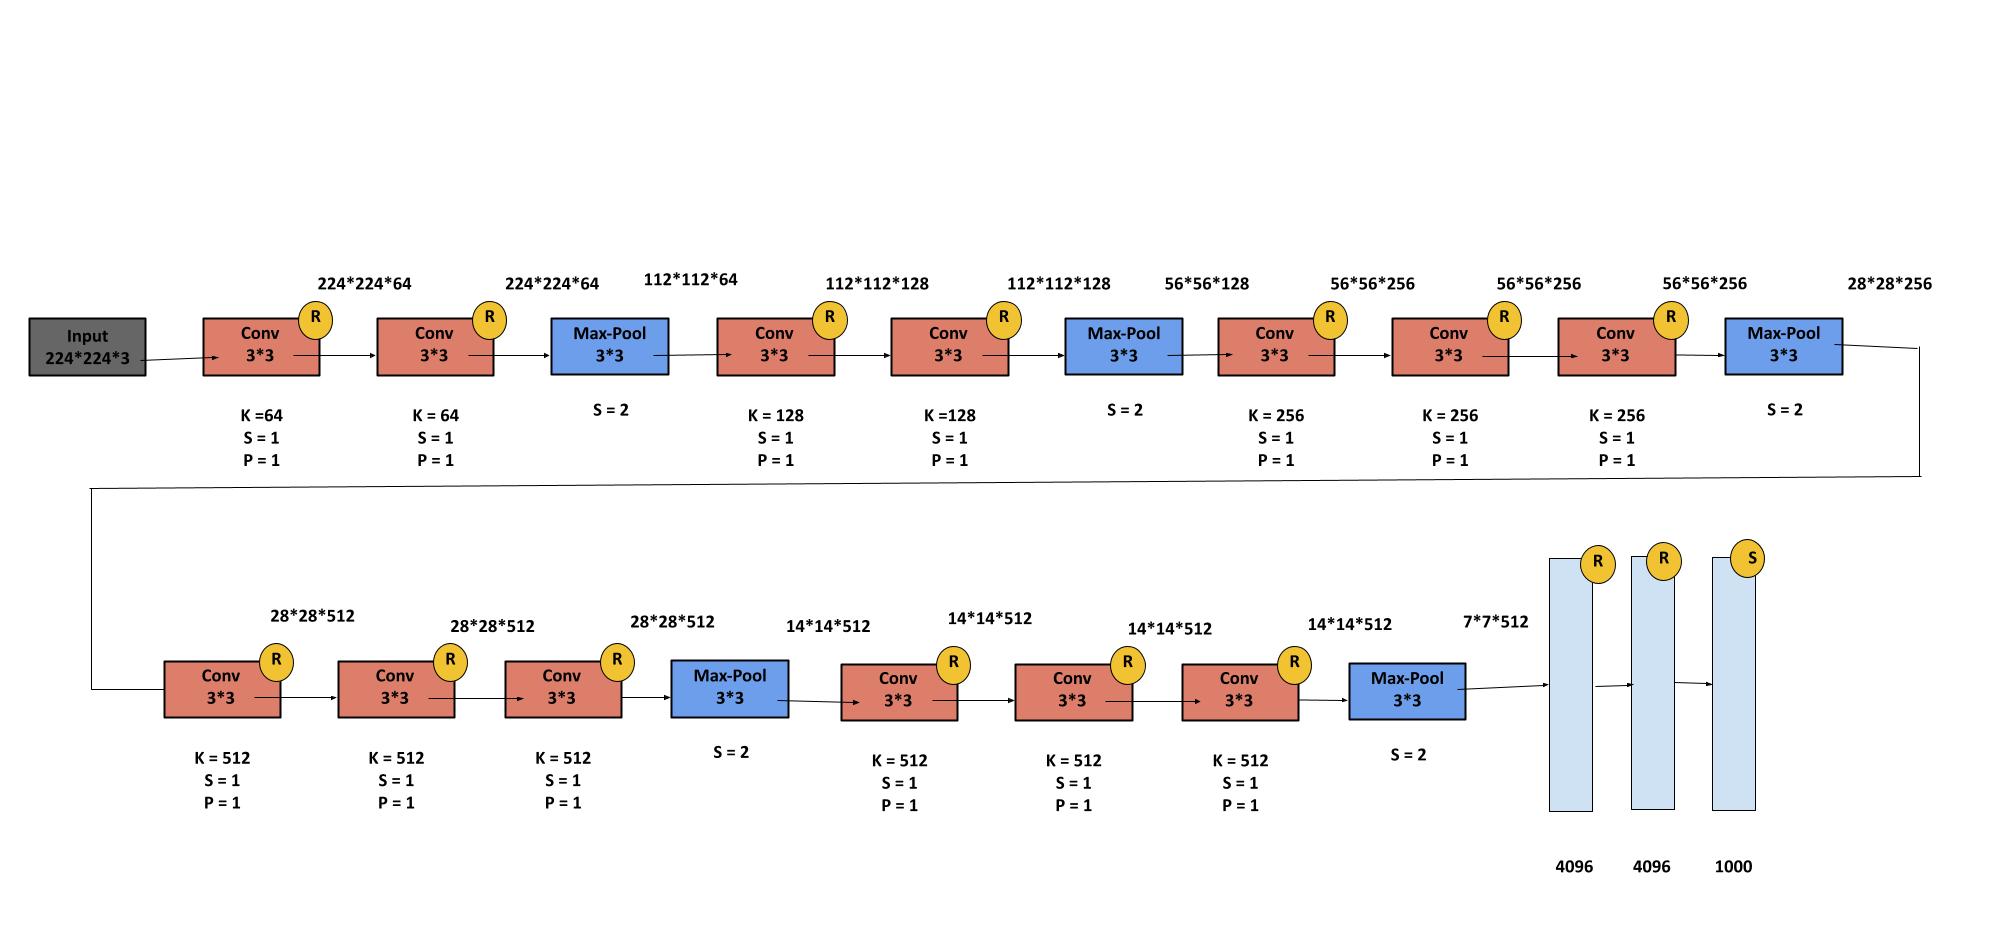 224*224*64
224*224*64
112*112*64
112*112*128
112*112*128
56*56*128
56*56*256
56*56*256
56*56*256
28*28*256
Input
224*224*3
Conv
3*3
R
Conv
3*3
R
Max-Pool
3*3
Conv
3*3
R
Conv
3*3
R
Max-Pool
3*3
Conv
3*3
R
Conv
3*3
R
Conv
3*3
R
Max-Pool
3*3
K =64
S = 1
P = 1
K = 64
S = 1
P = 1
S = 2
K = 128
S = 1
P = 1
K =128
S = 1
P = 1
S = 2
K = 256
S = 1
P = 1
K = 256
S = 1
P = 1
K = 256
S = 1
P = 1
S = 2
28*28*512
28*28*512
28*28*512
14*14*512
14*14*512
14*14*512
14*14*512
7*7*512
Conv
3*3
R
Conv
3*3
R
Conv
3*3
R
Max-Pool
3*3
Conv
3*3
R
Conv
3*3
R
Conv
3*3
R
Max-Pool
3*3
R
R
S
K = 512
S = 1
P = 1
K = 512
S = 1
P = 1
K = 512
S = 1
P = 1
S = 2
K = 512
S = 1
P = 1
K = 512
S = 1
P = 1
K = 512
S = 1
P = 1
S = 2
4096
4096
1000